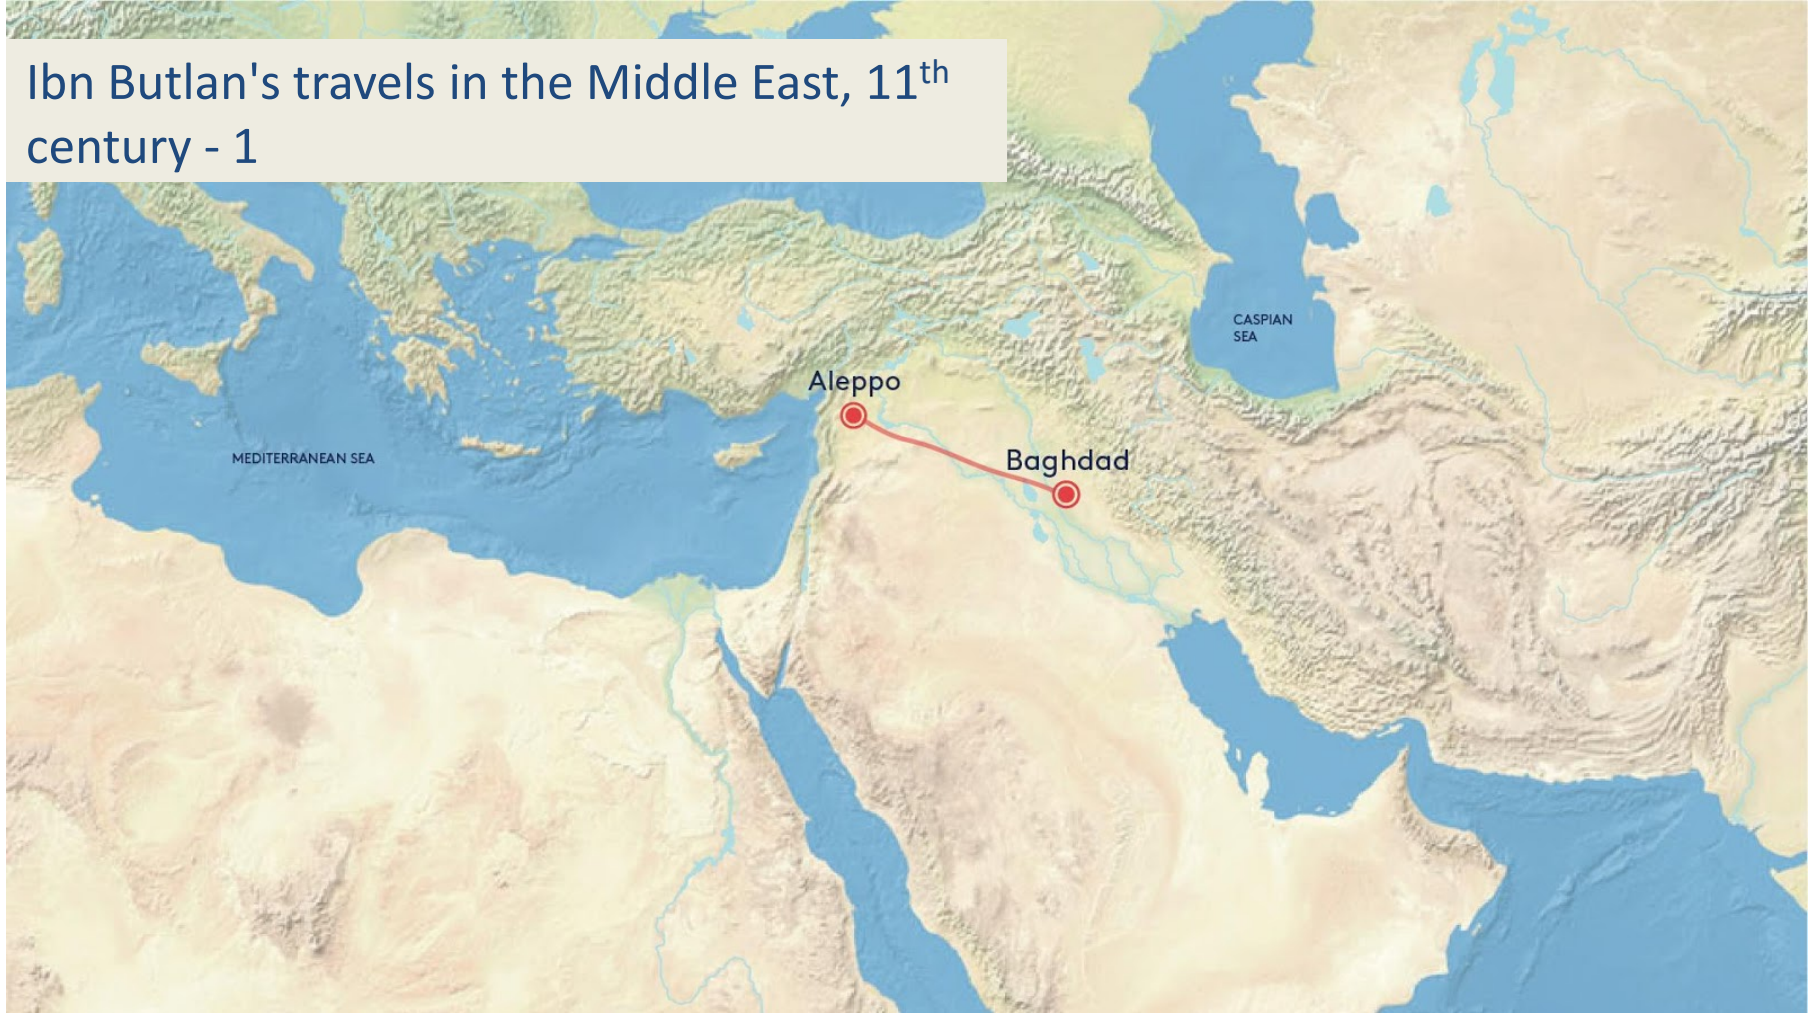 Ibn Butlan's travels in the Middle East, 11th
century - 1
CASPIAN
SEA
Aleppo
MEDITERRANEAN SEA
Baghdad